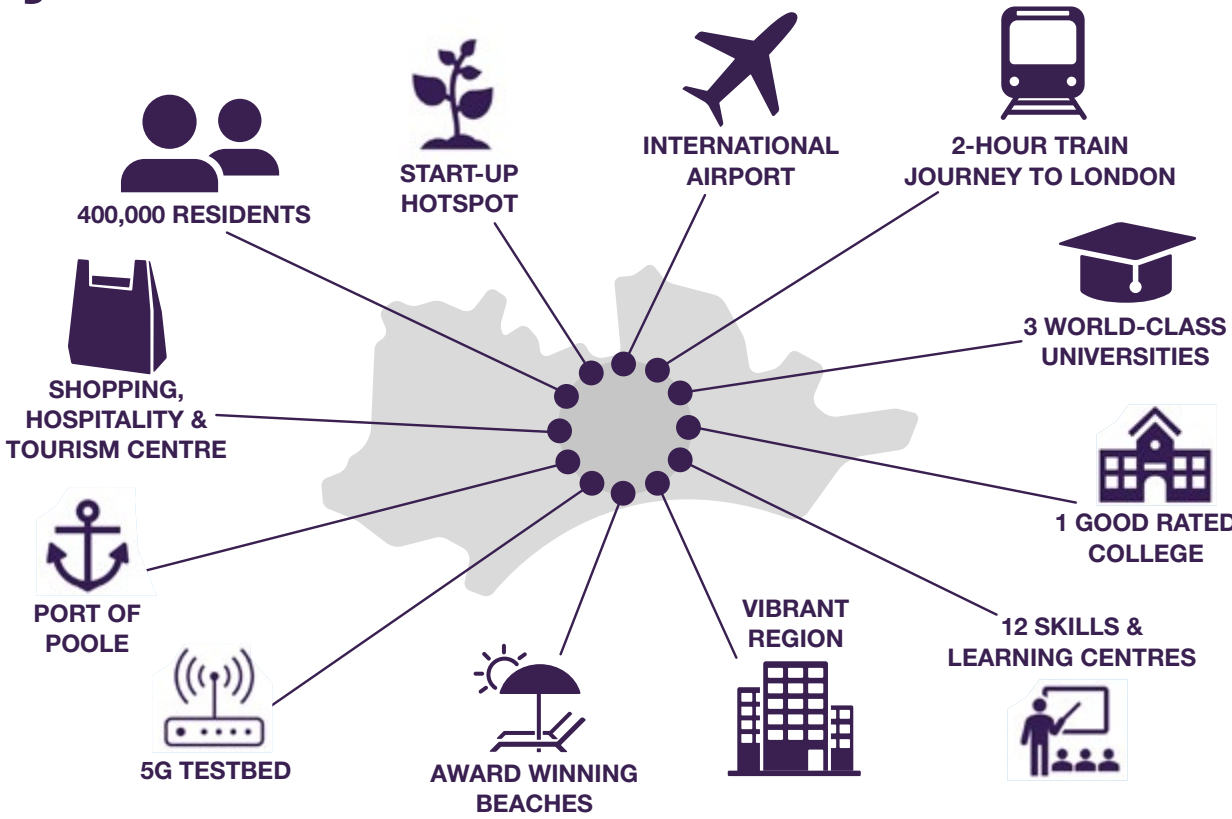 INTERNATIONAL
AIRPORT
2-HOUR TRAIN
JOURNEY TO LONDON
START-UP
HOTSPOT
400,000 RESIDENTS
3 WORLD-CLASS
UNIVERSITIES
SHOPPING,
HOSPITALITY &
TOURISM CENTRE
1 GOOD RATED
COLLEGE
PORT OF
POOLE
VIBRANT
REGION
12 SKILLS &
LEARNING CENTRES
5G TESTBED
AWARD WINNING
BEACHES